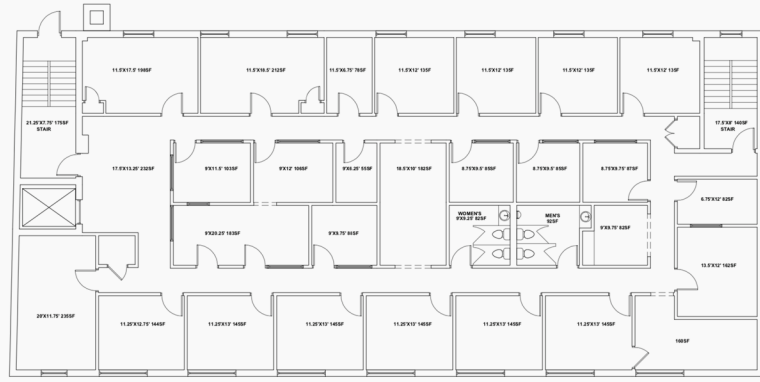 11.5'X17.5' 198SF
11.5'X18.5' 212SF
11.5'X6.75' 78SF
11.5'X12' 135F
11.5'X12' 135F
11.5'X12' 135F
11.5'X12' 135F
21.25'X7.75' 175SF
STAIR
17.5'X8' 140SF
STAIR
17.5'X13.25' 232SF
9'X11.5' 103SF
9'X12' 108SF
9'X6.25' 55SF
18.5'X10' 182SF
8.75'X9.5' 85SF
8.75'X9.5' 85SF
8.75'X9.75' 87SF
6.75'X12' 82SF
9'X20.25' 183SF
9'X9.75' 88SF
WOMEN'S
9'X9.25' 82SF
MEN'S
92SF
9'X9.75' 82SF
13.5'X12' 162SF
20'X11.75' 235SF
11.25'X12.75' 144SF
11.25'X13' 145SF
11.25'X13' 145SF
11.25'X13' 145SF
11.25'X13' 145SF
11.25'X13' 145SF
180SF